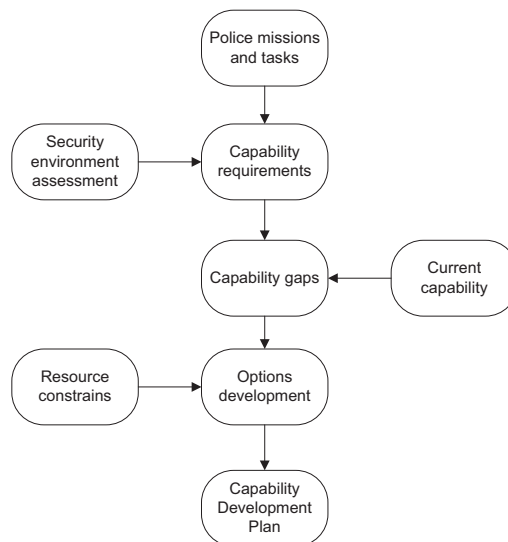 Police missions
and tasks
Security
environment
assessment
Capability
requirements
Capability gaps
Current
capability
Resource
constrains
Options
development
Capability
Development
Plan